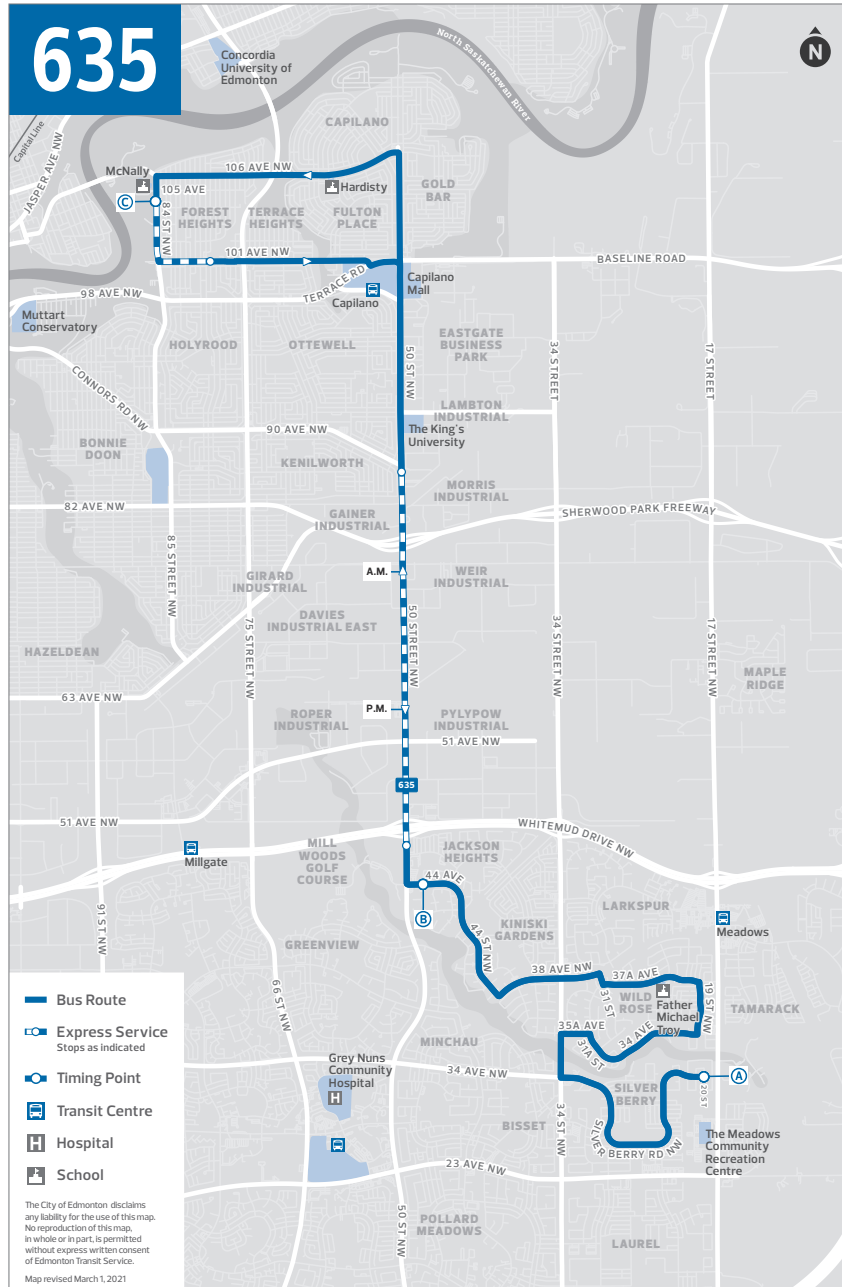 635
Concordia
University of
Edmonton
North Saskatchewan River
N
Capital Line
JASPER AVE NW
CAPILANO
McNally
106 AVE NW
Hardisty
GOLD
BAR
105 AVE
C
84 ST NW
FOREST
HEIGHTS
TERRACE
HEIGHTS
FULTON
PLACE
101 AVE NW
BASELINE ROAD
TERRACE RD
Capilano
Mall
Capilano
98 AVE NW
Muttart
Conservatory
HOLYROOD
OTTEWELL
50 ST NW
EASTGATE
BUSINESS
PARK
34 STREET
17 STREET
CONNORS RD NW
LAMBTON
INDUSTRIAL
The King's
University
90 AVE NW
BONNIE
DOON
KENILWORTH
MORRIS
INDUSTRIAL
82 AVE NW
GAINER
INDUSTRIAL
SHERWOOD PARK FREEWAY
85 STREET NW
A.M.
WEIR
INDUSTRIAL
GIRARD
INDUSTRIAL
DAVIES
INDUSTRIAL EAST
75 STREET NW
50 STREET NW
34 STREET NW
17 STREET NW
HAZELDEAN
MAPLE
RIDGE
63 AVE NW
P.M.
ROPER
INDUSTRIAL
PYLYPOW
INDUSTRIAL
51 AVE NW
635
51 AVE NW
WHITEMUD DRIVE NW
Millgate
MILL
WOODS
GOLF
COURSE
JACKSON
HEIGHTS
44 AVE
B
LARKSPUR
91 ST NW
KINISKI
GARDENS
Meadows
GREENVIEW
44 ST NW
38 AVE NW
37A AVE
66 ST NW
31 ST
WILD
ROSE
Father
Michael
Troy
19 ST NW
TAMARACK
35A AVE
34 AVE
31A ST
MINCHAU
Grey Nuns
Community
Hospital
34 AVE NW
A
SILVER
BERRY
20 ST
BISSET
34 ST NW
SILVER BERRY RD NW
The Meadows
Community
Recreation
Centre
23 AVE NW
50 ST NW
POLLARD
MEADOWS
LAUREL
Bus Route
Express Service
Stops as indicated
Timing Point
Transit Centre
H
Hospital
School
The City of Edmonton disclaims
any liability for the use of this map.
No reproduction of this map,
in whole or in part, is permitted
without express written consent
of Edmonton Transit Service.
Map revised March 1, 2021